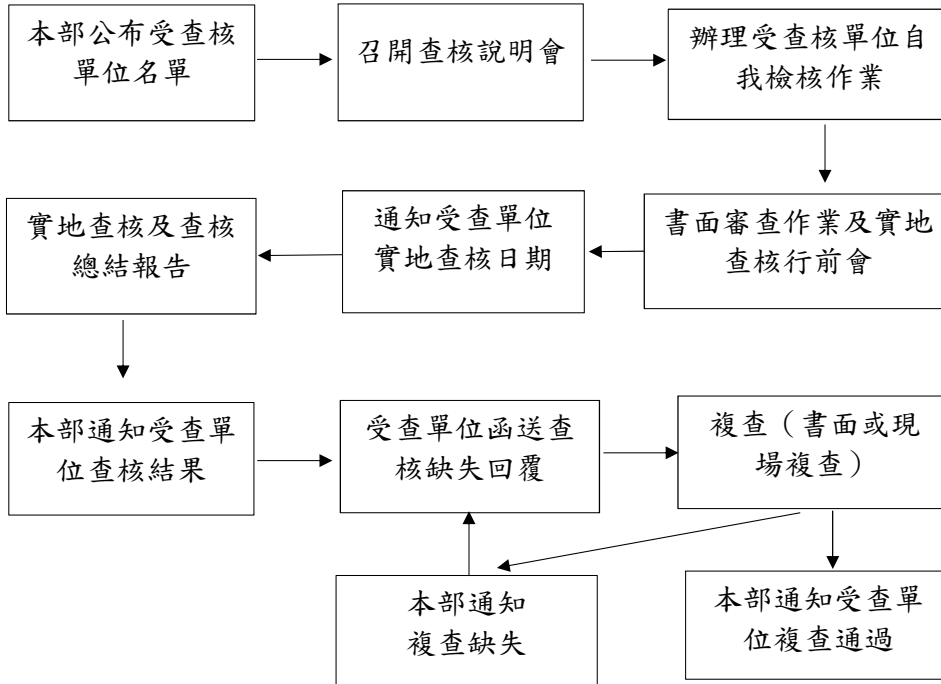 本部公布受查核
單位名單
召開查核說明會
辦理受查核單位自
我檢核作業
書面審查作業及實地
查核行前會
通知受查單位
實地查核日期
實地查核及查核
總結報告
本部通知受查單
位查核結果
受查單位函送查
核缺失回覆
複查（書面或現
場複查）
本部通知
複查缺失
本部通知受查單
位複查通過